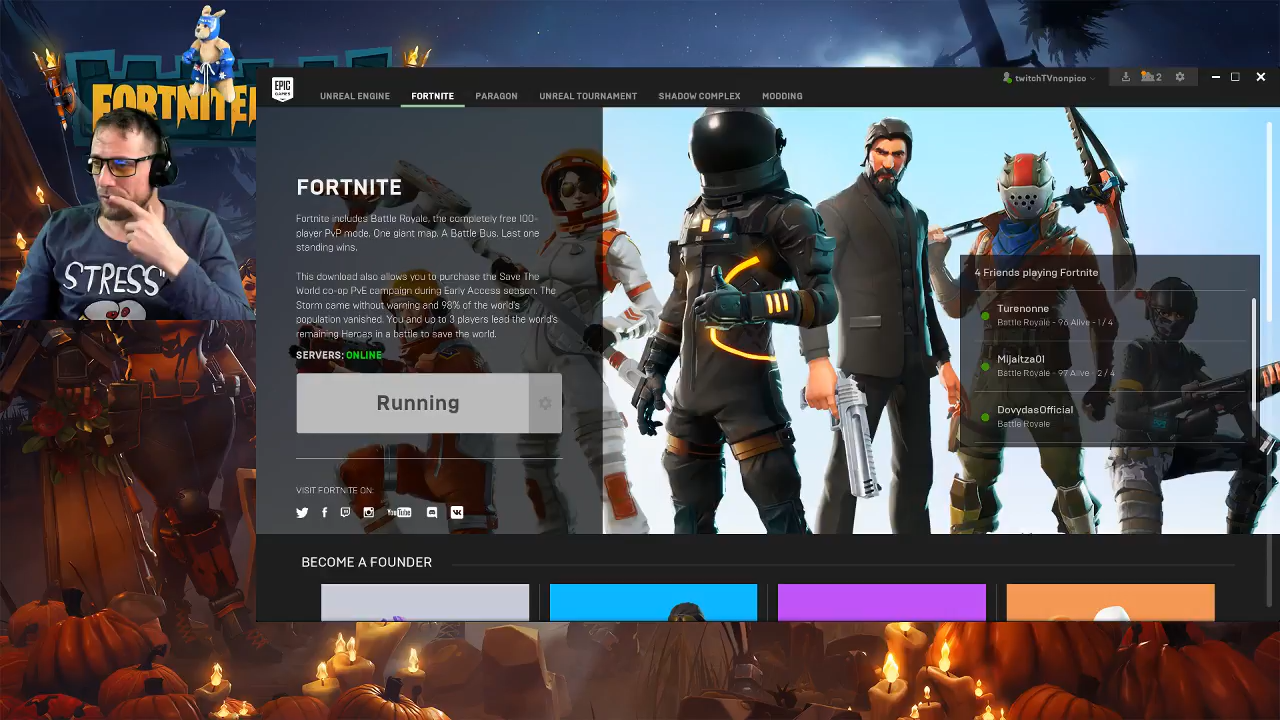 FORTNITE
STRESS
EPIC
GAMES
twitchTVnonpico
2
UNREAL ENGINE
FORTNITE
PARAGON
UNREAL TOURNAMENT
SHADOW COMPLEX
MODDING
FORTNITE
Fortnite includes Battle Royale, the completely free 100-
player PvP mode. One giant map. A Battle Bus. Last one
standing wins.
This download also allows you to purchase the Save The
World co-op PvE campaign during Early Access season. The
Storm came without warning and 98% of the world's
population vanished. You and up to 3 players lead the world's
remaining Heroes in a battle to save the world.
SERVERS: ONLINE
Running
VISIT FORTNITE ON:
You Tube
4 Friends playing Fortnite
Turenonne
Battle Royale - 96 Alive - 1 / 4
Mijaitza01
Battle Royale - 97 Alive - 2 / 4
DovydasOfficial
Battle Royale
BECOME A FOUNDER